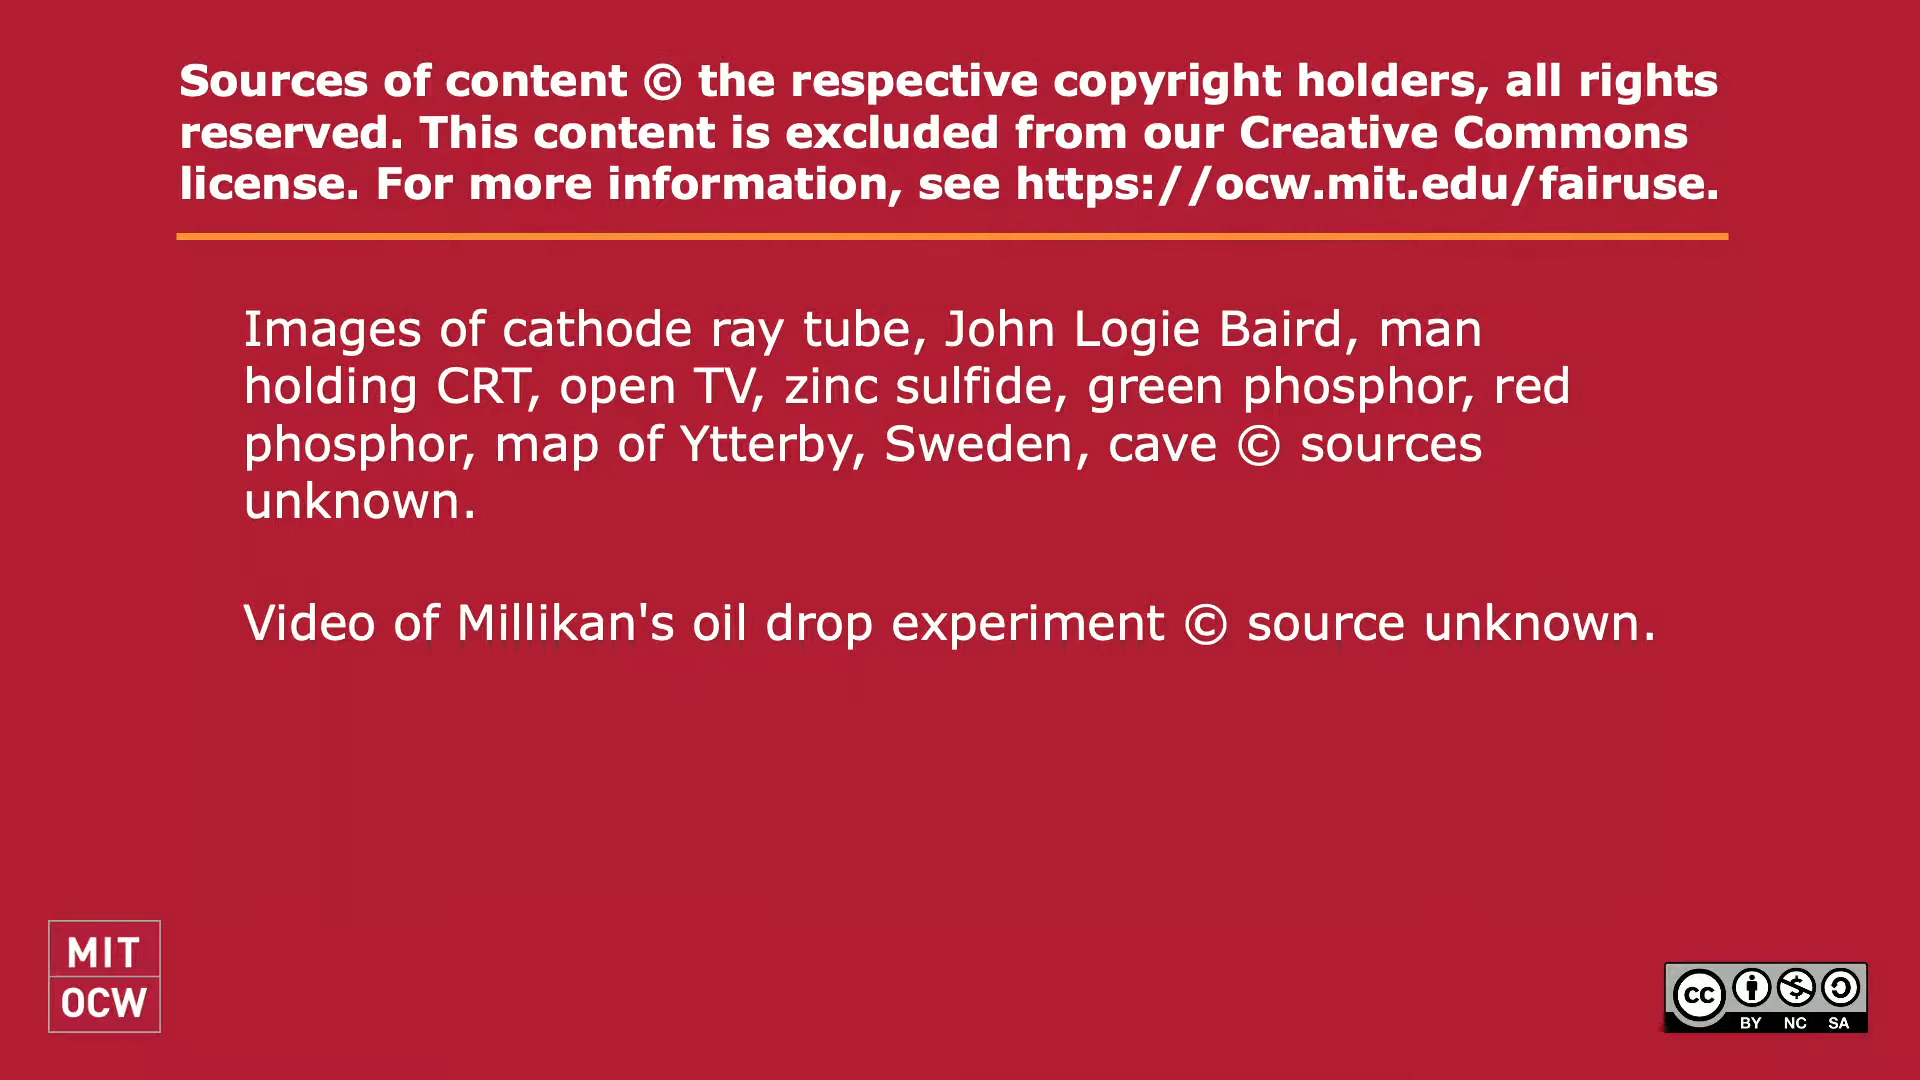 Sources of content © the respective copyright holders, all rights
reserved. This content is excluded from our Creative Commons
license. For more information, see https://ocw.mit.edu/fairuse.
Images of cathode ray tube, John Logie Baird, man
holding CRT, open TV, zinc sulfide, green phosphor, red
phosphor, map of Ytterby, Sweden, cave © sources
unknown.
Video of Millikan's oil drop experiment © source unknown.
MIT
OCW
cc
BY NC SA